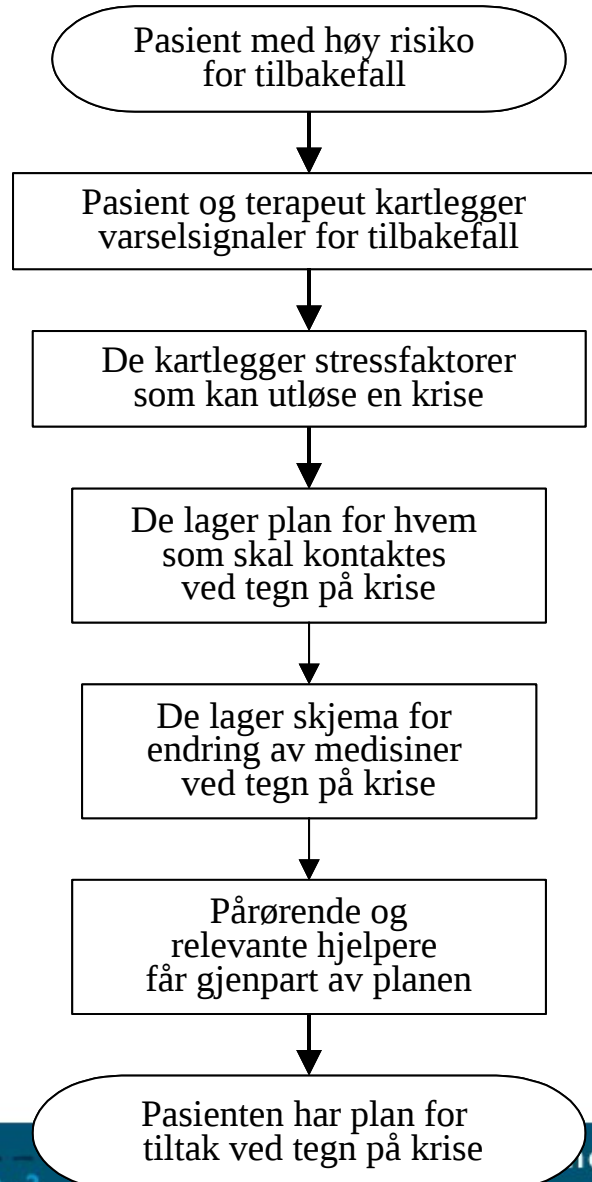 Pasient med høy risiko
for tilbakefall
Pasient og terapeut kartlegger
varselsignaler for tilbakefall
De kartlegger stressfaktorer
som kan utløse en krise
De lager plan for hvem
som skal kontaktes
ved tegn på krise
De lager skjema for
endring av medisiner
ved tegn på krise
Pårørende og
relevante hjelpere
får gjenpart av planen
Pasienten har plan for
tiltak ved tegn på krise